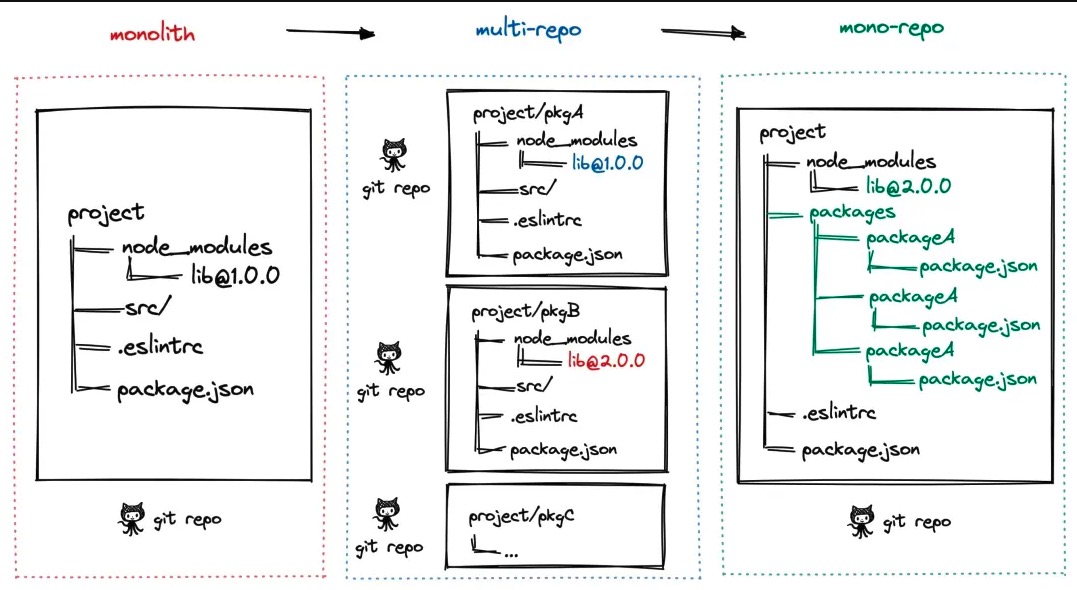 monolith
multi-repo
mono-repo
project
node_modules
lib@1.0.0
src/
.eslintrc
package.json
git repo
git repo
project/pkgA
node_modules
lib@1.0.0
src/
.eslintrc
package.json
git repo
project/pkgB
node_modules
lib@2.0.0
src/
.eslintrc
package.json
git repo
project/pkgC
...
project
node_modules
lib@2.0.0
packages
packageA
package.json
packageA
package.json
packageA
package.json
.eslintrc
package.json
git repo